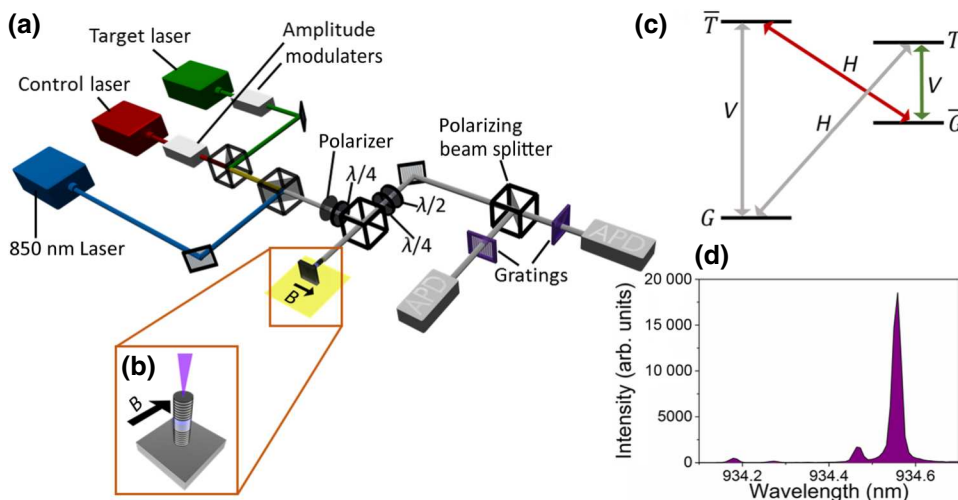 (a)
Target laser
Amplitude
modulaters
Control laser
Polarizer
λ/4
λ/2
λ/4
Polarizing
beam splitter
850 nm Laser
B
APD
Gratings
APD
(b)
B
(c)
T̅
T
H
V
V
H
G̅
G
(d)
Intensity (arb. units)
20 000
15 000
10 000
5000
0
934.2
934.4
934.6
Wavelength (nm)